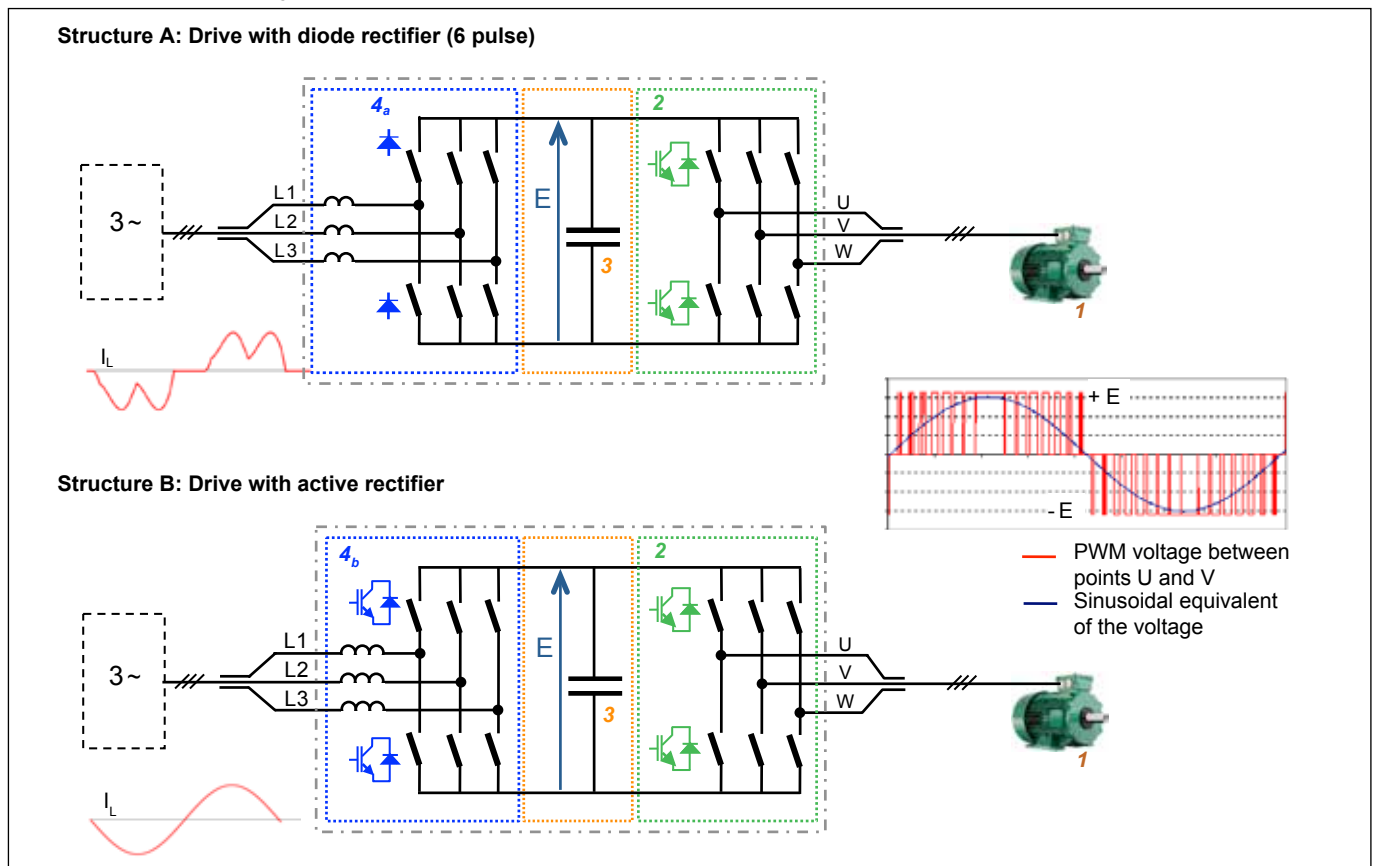 Structure A: Drive with diode rectifier (6 pulse)
4a
2
3~
L1
L2
L3
E
3
U
V
W
1
IL
+ E
- E
PWM voltage between
points U and V
Sinusoidal equivalent
of the voltage
Structure B: Drive with active rectifier
4b
2
3~
L1
L2
L3
E
3
U
V
W
1
IL